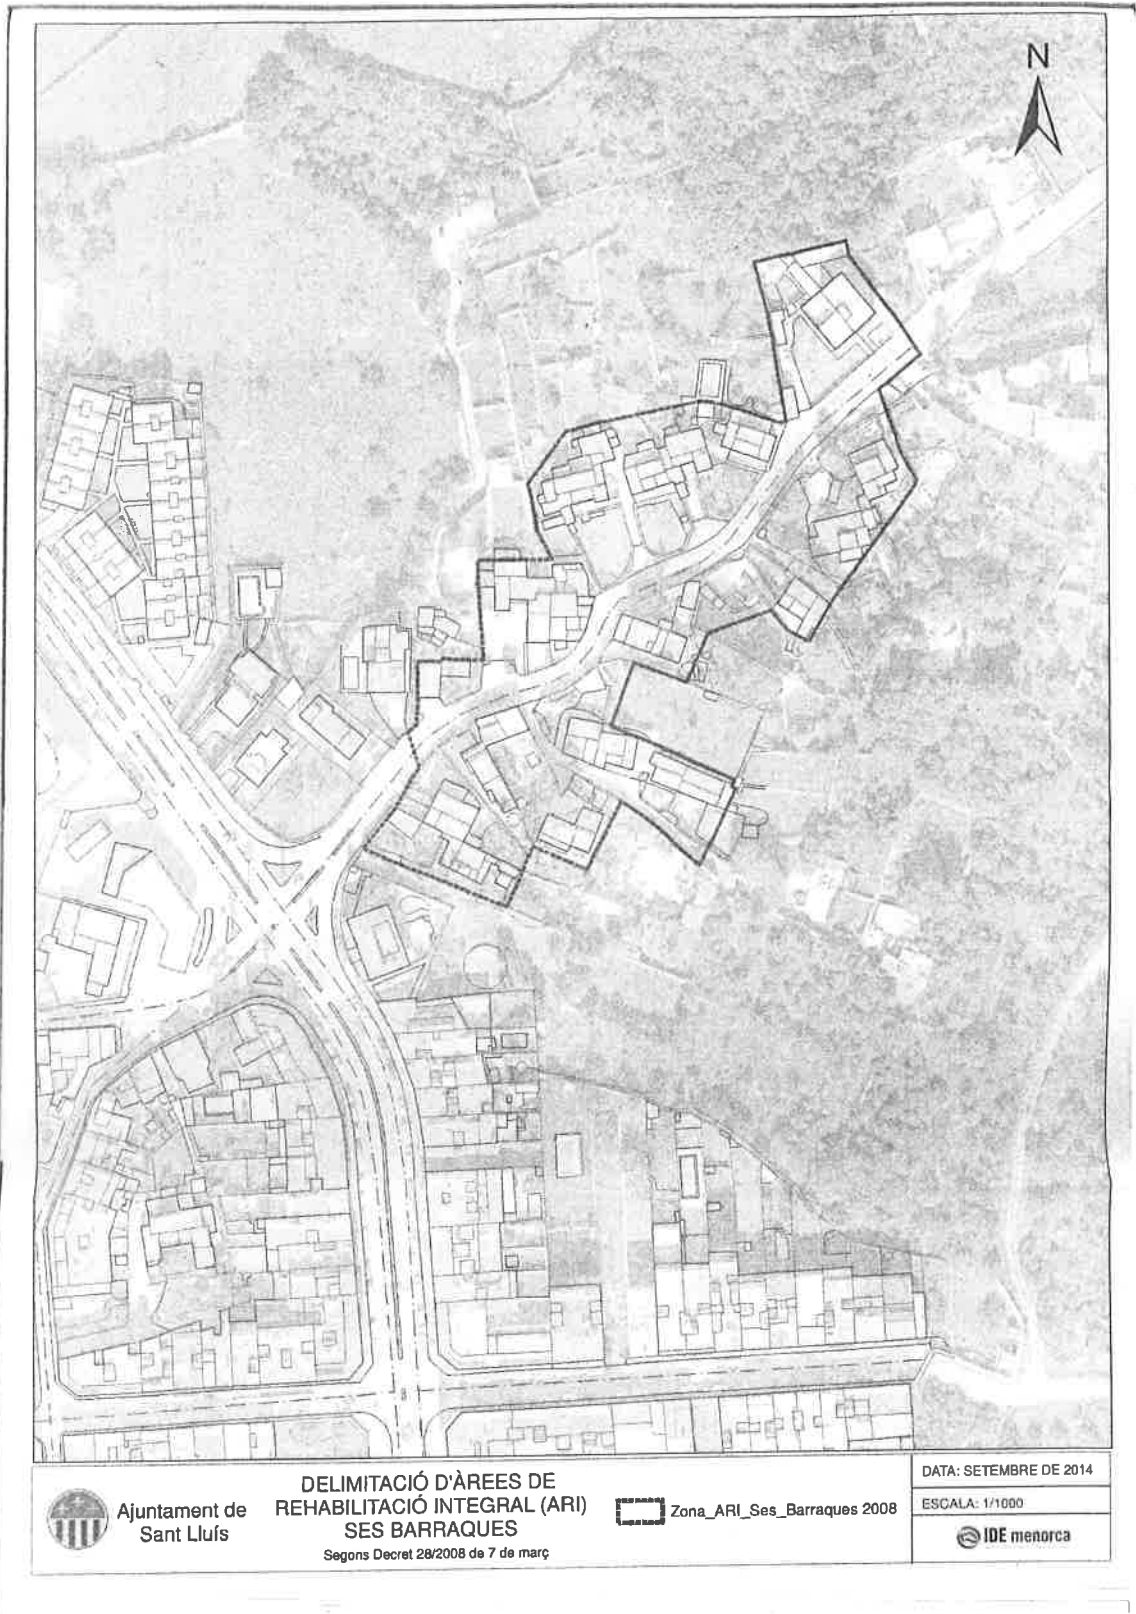 N
Ajuntament de
Sant Lluís
DELIMITACIÓ D'ÀREES DE
REHABILITACIÓ INTEGRAL (ARI)
SES BARRAQUES
Segons Decret 28/2008 de 7 de març
Zona_ARI_Ses_Barraques 2008
DATA: SETEMBRE DE 2014
ESCALA: 1/1000
IDE menorca